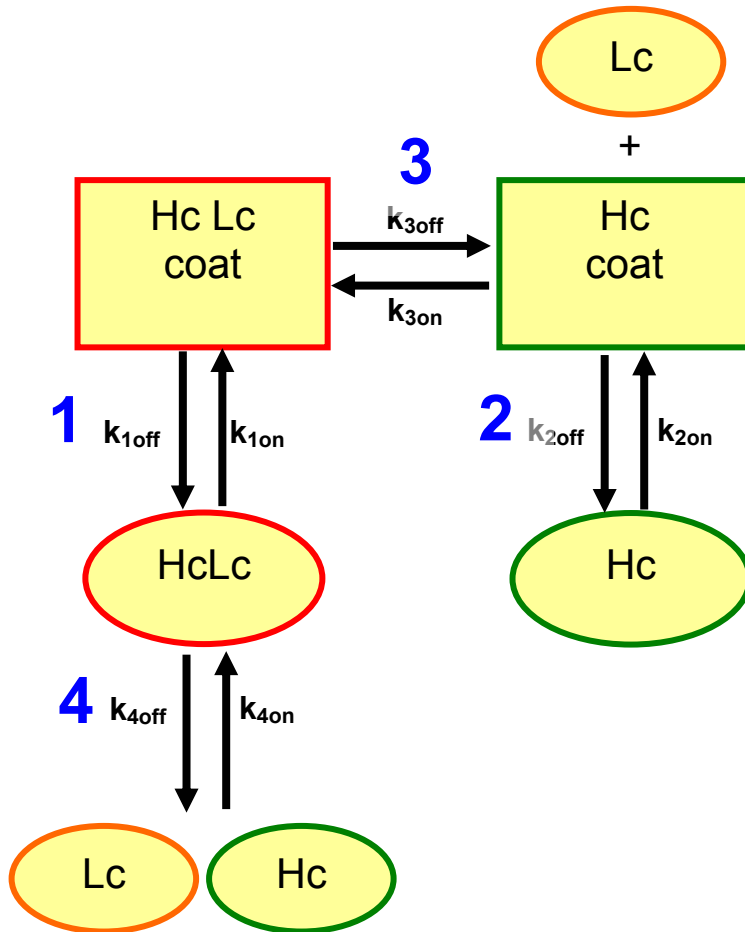 Lc
+
3
Hc Lc
coat
k3off
k3on
Hc
coat
1
k1off
k1on
2
k2off
k2on
HcLc
Hc
4
k4off
k4on
Lc
Hc